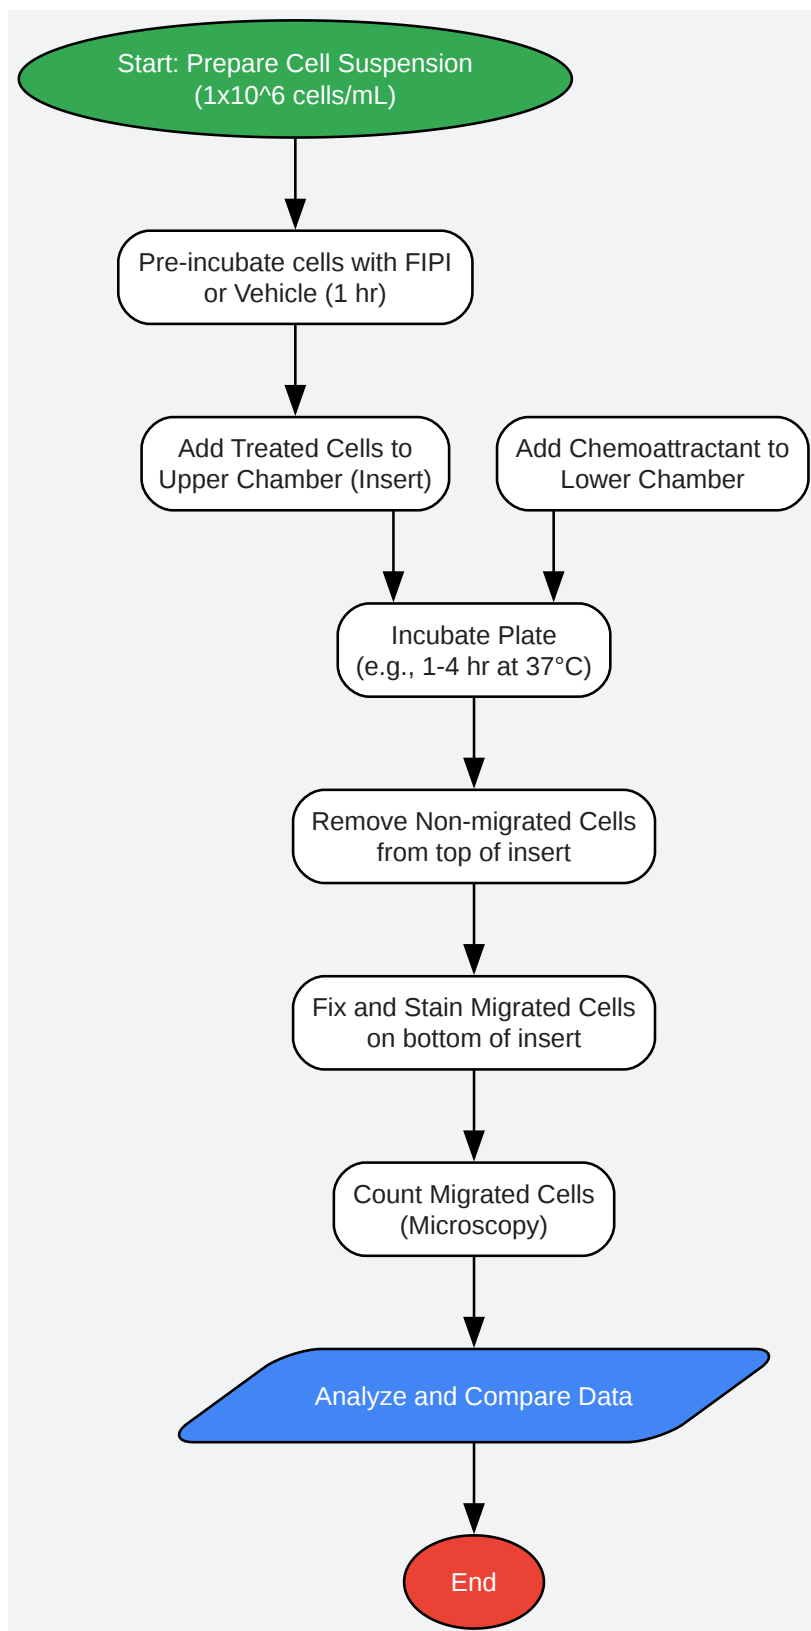 Start: Prepare Cell Suspension
(1x10^6 cells/mL)
Pre-incubate cells with FIPI
or Vehicle (1 hr)
Add Treated Cells to
Upper Chamber (Insert)
Add Chemoattractant to
Lower Chamber
Incubate Plate
(e.g., 1-4 hr at 37°C)
Remove Non-migrated Cells
from top of insert
Fix and Stain Migrated Cells
on bottom of insert
Count Migrated Cells
(Microscopy)
Analyze and Compare Data
End